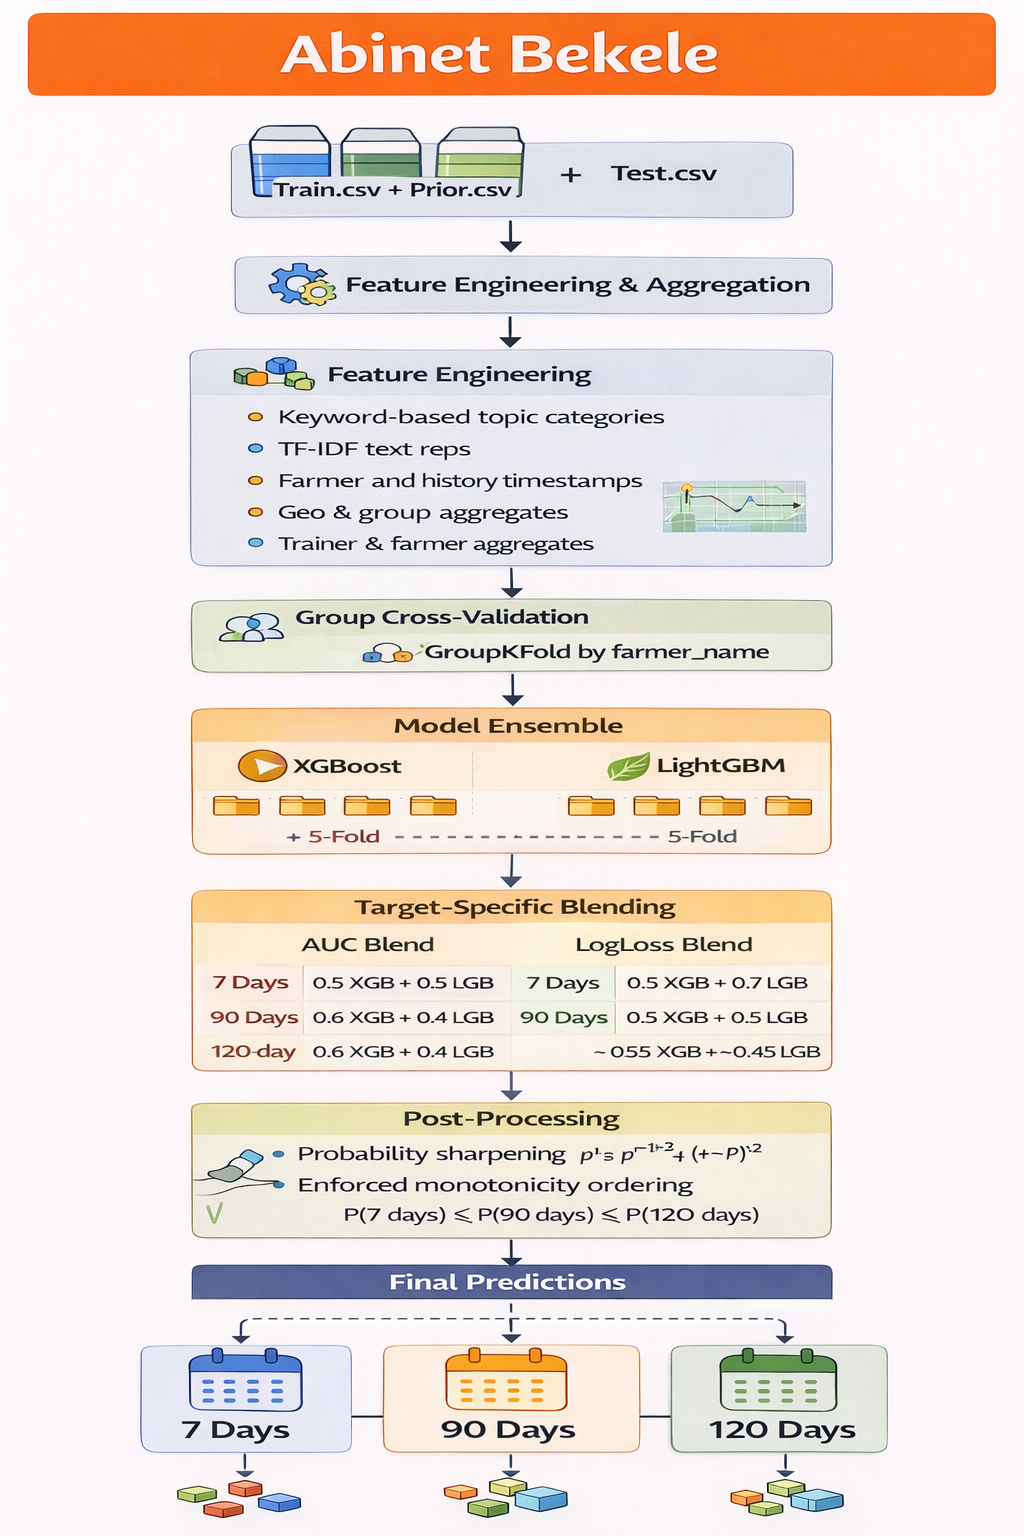 Abinet Bekele
Train.csv + Prior.csv + Test.csv
Feature Engineering & Aggregation
Feature Engineering
Keyword-based topic categories
TF-IDF text reps
Farmer and history timestamps
Geo & group aggregates
Trainer & farmer aggregates
Group Cross-Validation
GroupKFold by farmer_name
Model Ensemble
XGBoost LightGBM
+ 5-Fold 5-Fold
Target-Specific Blending
AUC Blend LogLoss Blend
7 Days 0.5 XGB + 0.5 LGB 7 Days 0.5 XGB + 0.7 LGB
90 Days 0.6 XGB + 0.4 LGB 90 Days 0.5 XGB + 0.5 LGB
120-day 0.6 XGB + 0.4 LGB ~ 055 XGB +~0.45 LGB
Post-Processing
Probability sharpening
Enforced monotonicity ordering
P(7 days) ⩽ P(90 days) ⩽ P(120 days)
Final Predictions
7 Days 90 Days 120 Days